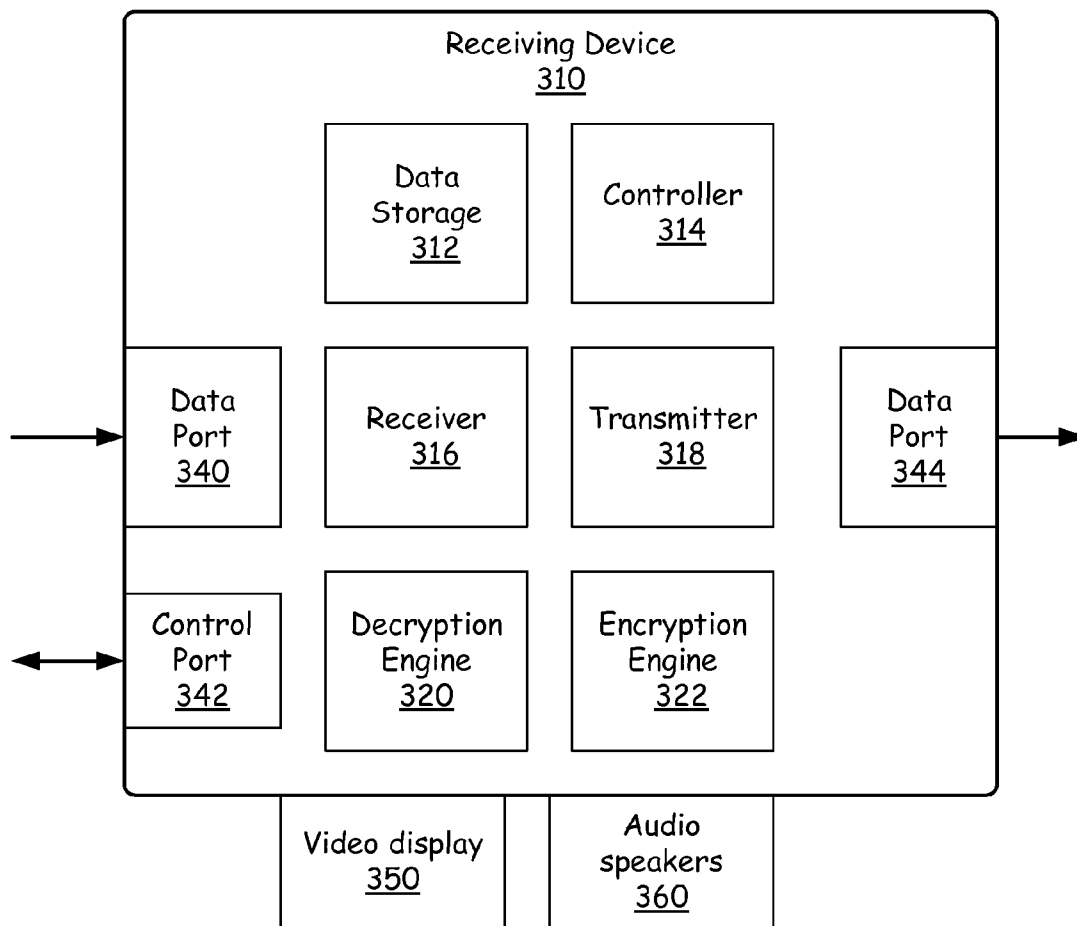 Receiving Device
310
Data
Storage
312
Controller
314
Data
Port
340
Receiver
316
Transmitter
318
Data
Port
344
Control
Port
342
Decryption
Engine
320
Encryption
Engine
322
Video display
350
Audio
speakers
360